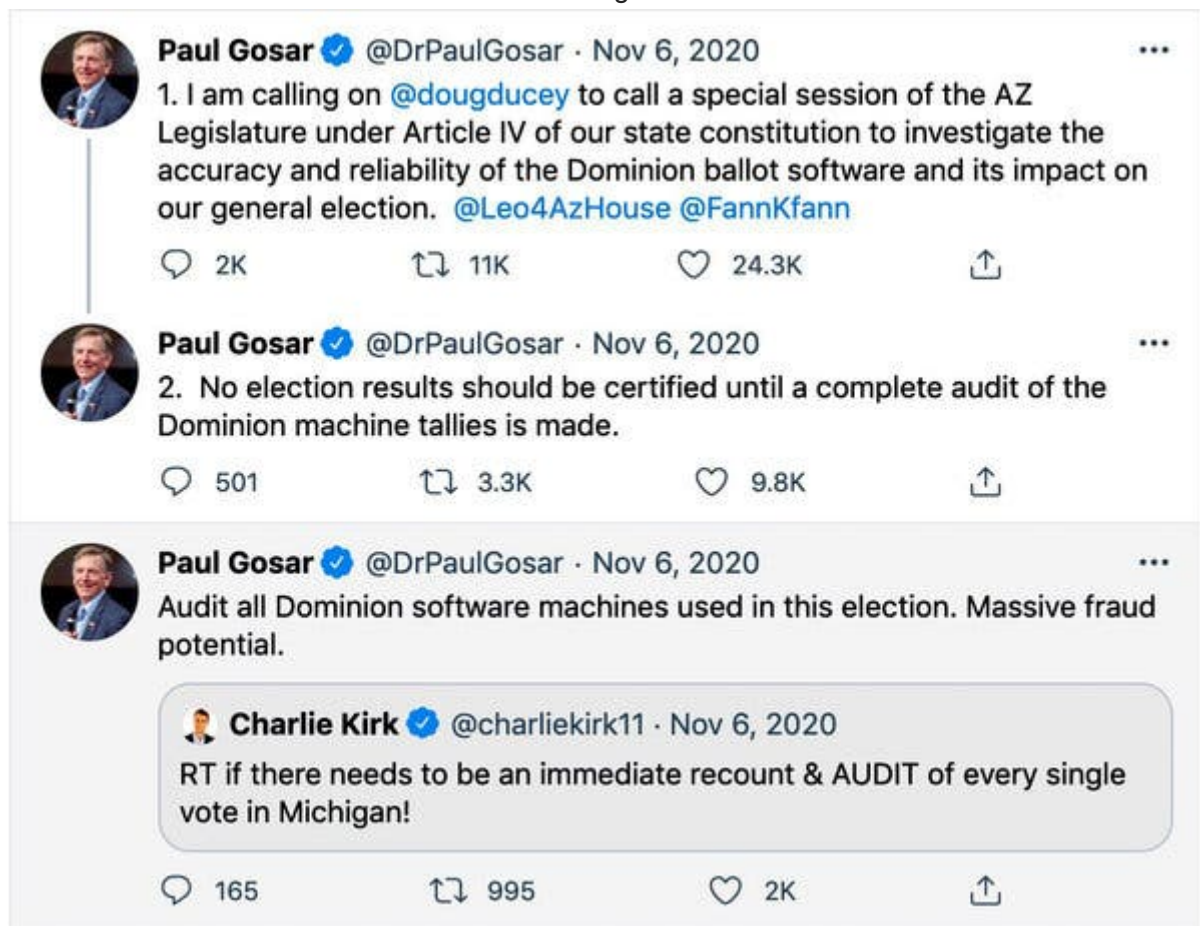 Paul Gosar @DrPaulGosar · Nov 6, 2020
1. I am calling on @dougducey to call a special session of the AZ
Legislature under Article IV of our state constitution to investigate the
accuracy and reliability of the Dominion ballot software and its impact on
our general election. @Leo4AzHouse @FannKfann
2K 11K 24.3K
Paul Gosar @DrPaulGosar · Nov 6, 2020
2. No election results should be certified until a complete audit of the
Dominion machine tallies is made.
501 3.3K 9.8K
Paul Gosar @DrPaulGosar · Nov 6, 2020
Audit all Dominion software machines used in this election. Massive fraud
potential.
Charlie Kirk @charliekirk11 · Nov 6, 2020
RT if there needs to be an immediate recount & AUDIT of every single
vote in Michigan!
165 995 2K